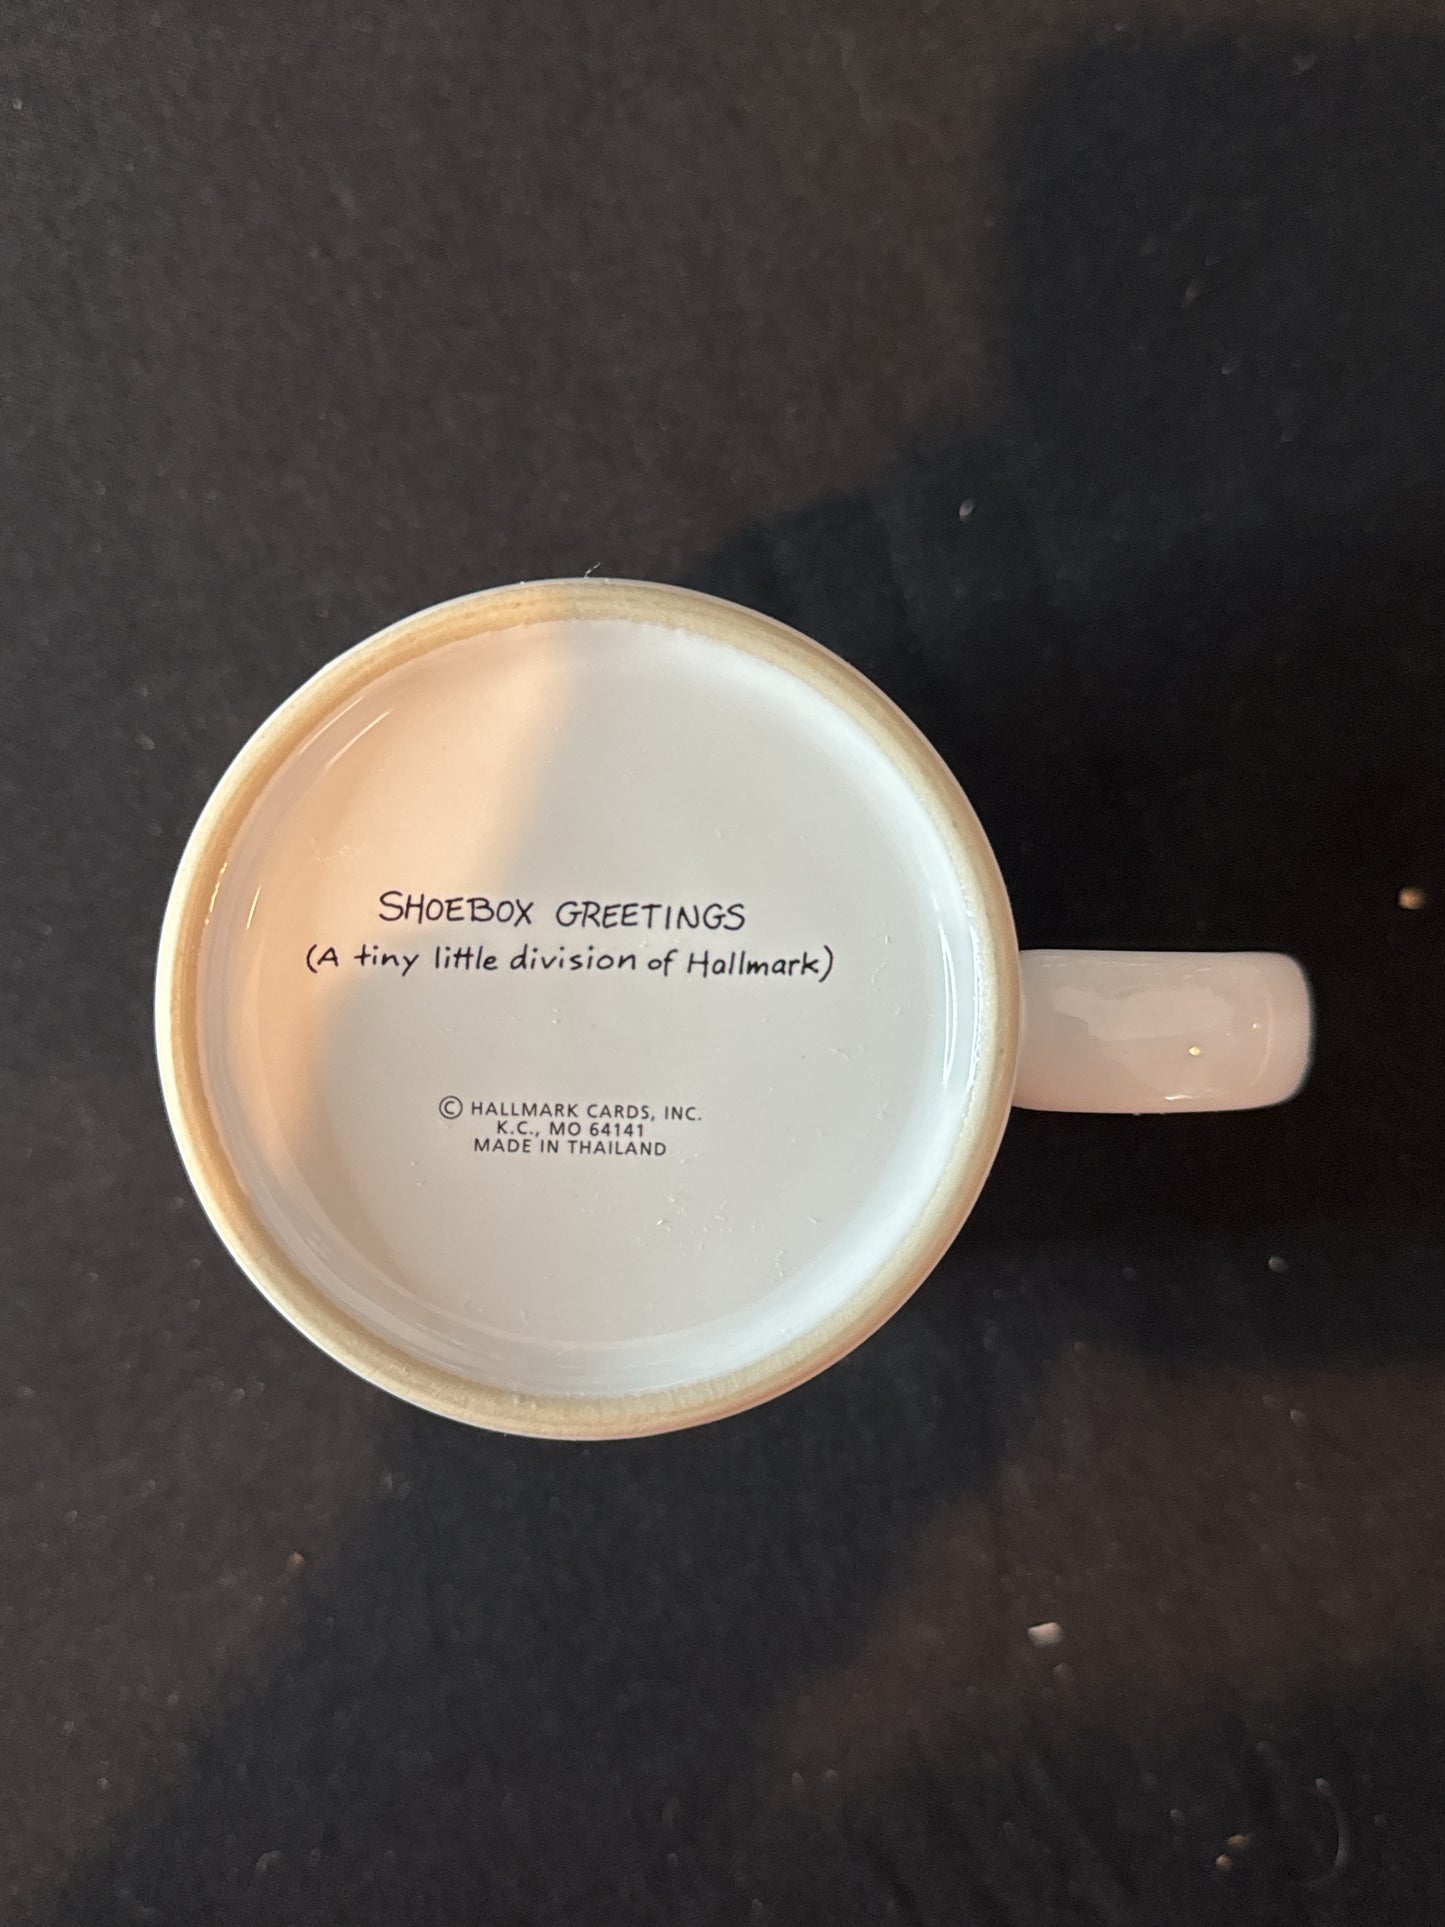 SHOEBOX GREETINGS
(A tiny little division of Hallmark)
© HALLMARK CARDS, INC.
K.C., MO 64141
MADE IN THAILAND